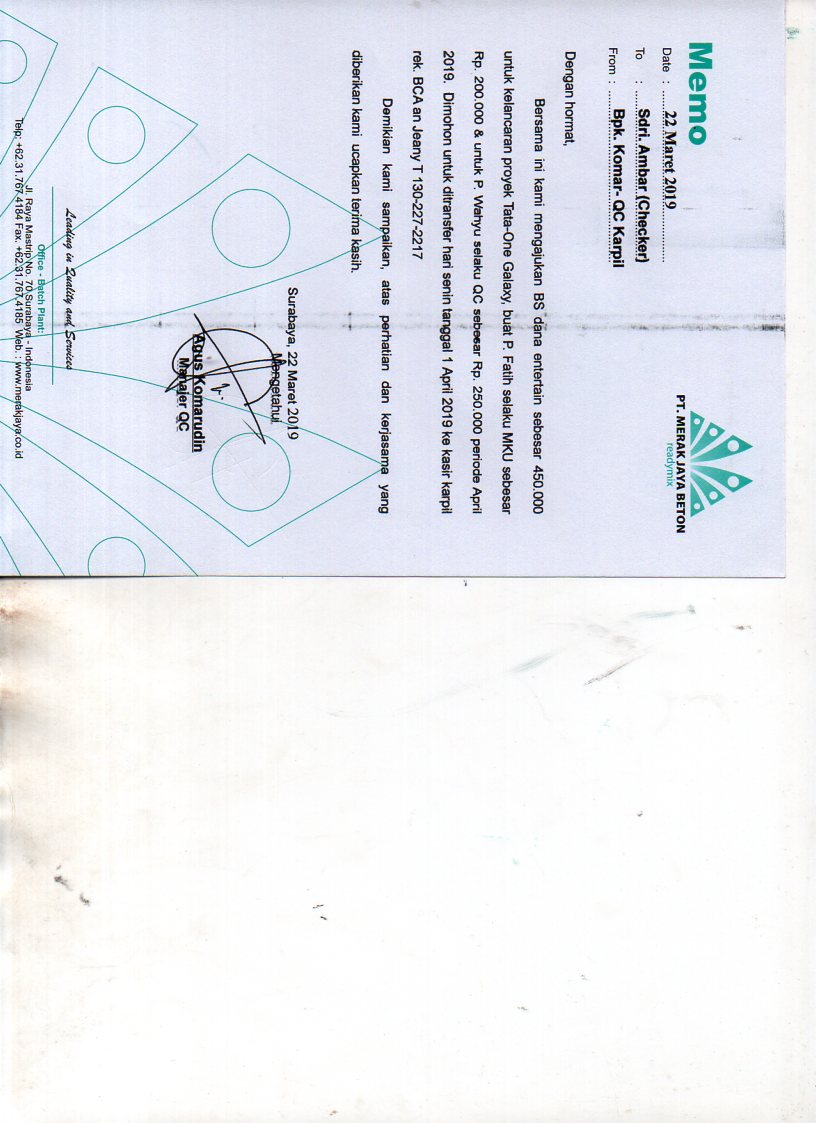 Memo
Date : 22 Maret 2019
To : Sdri. Ambar (Checker)
From : Bpk. Komar- QC Karpil
PT. MERAK JAYA BETON
readymix
Dengan hormat,
Bersama ini kami mengajukan BS dana entertain sebesar 450.000
untuk kelancaran proyek Tata-One Galaxy, buat P. Fatih selaku MKU sebesar
Rp. 200.000 & untuk P. Wahyu selaku QC sebesar Rp. 250.000 periode April
2019. Dimohon untuk ditransfer hari senin tanggal 1 April 2019 ke kasir karpil
rek. BCA an Jeany T 130-227-2217
Demikian kami sampaikan, atas perhatian dan kerjasama yang
diberikan kami ucapkan terima kasih.
Surabaya, 22 Maret 2019
Mengetahui,
Agus Komarudin
Manajer QC
Leading in Quality and Services
Office - Batch Plant:
Jl. Raya Mastrip No. 70 Surabaya - Indonesia
Telp: +62.31.767.4184 Fax. +62.31.767.4185 Web. : www.merakjaya.co.id